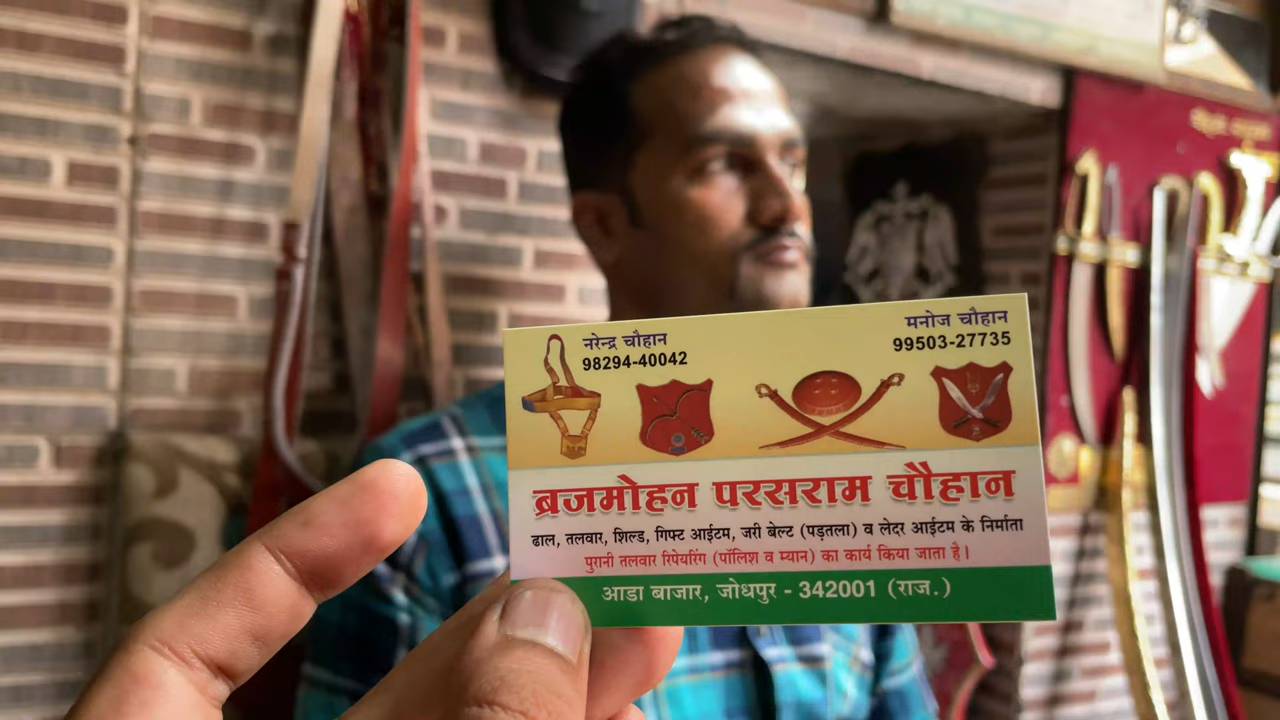 नरेन्द्र चौहान
98294-40042
मनोज चौहान
99503-27735
ब्रजमोहन परसराम चौहान
ढाल, तलवार, शिल्ड, गिफ्ट आईटम, जरी बेल्ट (पड़तला) व लेदर आईटम के निर्माता
पुरानी तलवार रिपेयरिंग (पॉलिश व म्यान) का कार्य किया जाता है।
आडा बाजार, जोधपुर - 342001 (राज.)